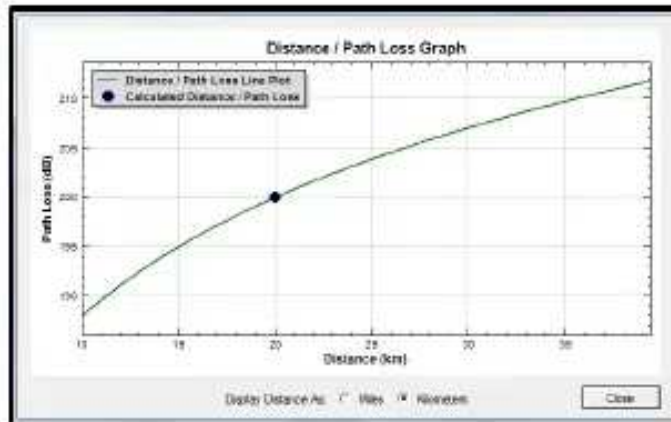 Distance / Path Loss Graph
Distance / Path Loss Line Plot
Calculated Distance / Path Loss
210
205
200
195
190
Path Loss (dB)
10 15 20 25 30 35
Distance (km)
Display Distance As: Miles Kilometers
Close